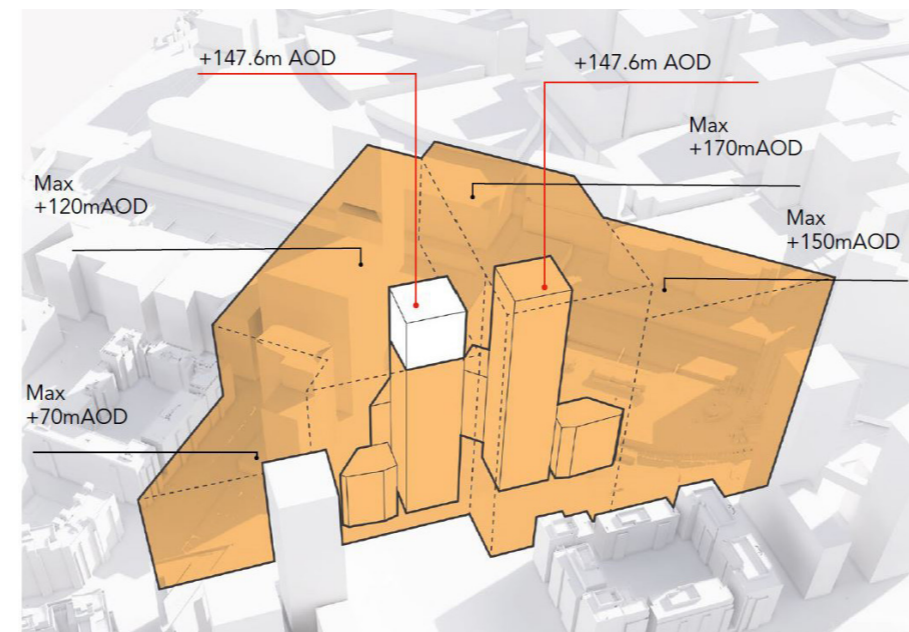 +147.6m AOD
+147.6m AOD
Max
+170mAOD
Max
+120mAOD
Max
+150mAOD
Max
+70mAOD